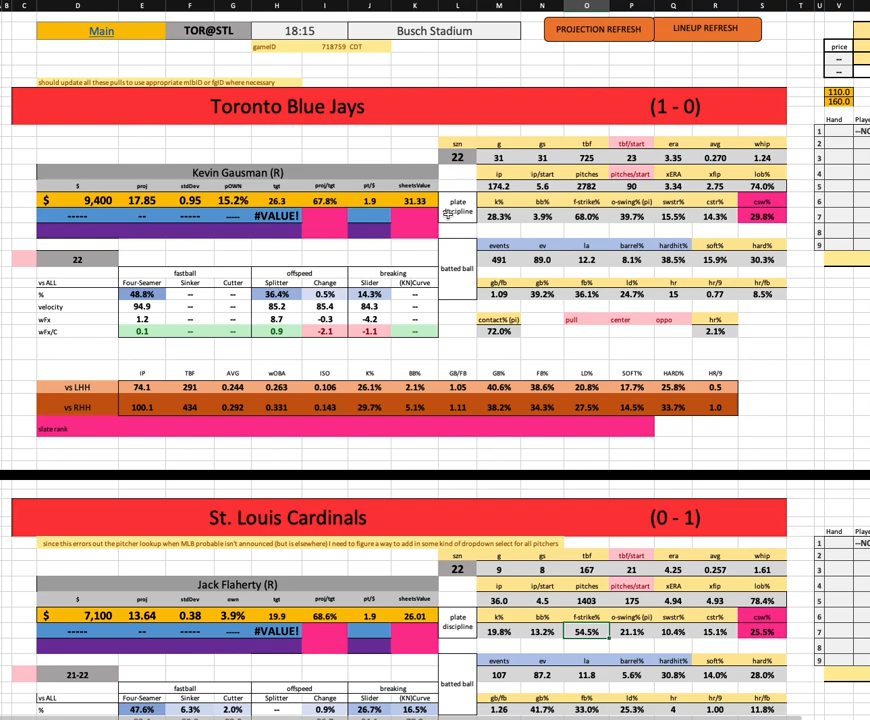 A B C D E F G H I J K L M N O P Q R S T U V
Main TOR@STL 18:15 Busch Stadium PROJECTION REFRESH LINEUP REFRESH
gameID 718759 CDT
price
--
--
should update all these pulls to use appropriate mlbID or fgID where necessary
110.0
160.0
Toronto Blue Jays (1 - 0)
Hand Playe
1 --NO
szn g gs tbf tbf/start era avg whip 2
22 31 31 725 23 3.35 0.270 1.24 3
Kevin Gausman (R) ip ip/start pitches pitches/start xERA xfip lob% 4
$ proj stdDev pOWN tgt proj/tgt pt/$ sheetsValue 174.2 5.6 2782 90 3.34 2.75 74.0% 5
$ 9,400 17.85 0.95 15.2% 26.3 67.8% 1.9 31.33 plate discipline k% bb% f-strike% o-swing% (pi) swstr% cstr% csw% 6
----- -- ----- ---- #VALUE! 28.3% 3.9% 68.0% 39.7% 15.5% 14.3% 29.8% 7
8
events ev la barrel% hardhit% soft% hard% 9
22 491 89.0 12.2 8.1% 38.5% 15.9% 30.3%
fastball offspeed breaking batted ball
vsALL Four-Seamer Sinker Cutter Splitter Change Slider (KN)Curve gb/fb gb% fb% ld% hr hr/9 hr/fb
% 48.8% -- -- 36.4% 0.5% 14.3% -- 1.09 39.2% 36.1% 24.7% 15 0.77 8.5%
velocity 94.9 -- -- 85.2 85.4 84.3 --
wFx 1.2 -- -- 8.7 -0.3 -4.2 -- contact% (pi) pull center oppo hr%
wFx/C 0.1 -- -- 0.9 -2.1 -1.1 -- 72.0% 2.1%
IP TBF AVG wOBA ISO K% BB% GB/FB GB% FB% LD% SOFT% HARD% HR/9
vs LHH 74.1 291 0.244 0.263 0.106 26.1% 2.1% 1.05 40.6% 38.6% 20.8% 17.7% 25.8% 0.5
vs RHH 100.1 434 0.292 0.331 0.143 29.7% 5.1% 1.11 38.2% 34.3% 27.5% 14.5% 33.7% 1.0
slate rank
St. Louis Cardinals (0 - 1)
Hand Playe
since this errors out the pitcher lookup when MLB probable isn't announced (but is elsewhere) I need to figure a way to add in some kind of dropdown select for all pitchers 1 --NO
szn g gs tbf tbf/start era avg whip 2
22 9 8 167 21 4.25 0.257 1.61 3
Jack Flaherty (R) ip ip/start pitches pitches/start xERA xfip lob% 4
$ proj stdDev own tgt proj/tgt pt/$ sheetsValue 36.0 4.5 1403 175 4.94 4.93 78.4% 5
$ 7,100 13.64 0.38 3.9% 19.9 68.6% 1.9 26.01 plate discipline k% bb% f-strike% o-swing% (pi) swstr% cstr% csw% 6
----- -- ----- ---- #VALUE! 19.8% 13.2% 54.5% 21.1% 10.4% 15.1% 25.5% 7
8
events ev la barrel% hardhit% soft% hard% 9
21-22 107 87.2 11.8 5.6% 30.8% 14.0% 28.0%
fastball offspeed breaking batted ball
vsALL Four-Seamer Sinker Cutter Splitter Change Slider (KN)Curve gb/fb gb% fb% ld% hr hr/9 hr/fb
% 47.6% 6.3% 2.0% -- 0.9% 26.7% 16.5% 1.26 41.7% 33.0% 25.3% 4 1.00 11.8%